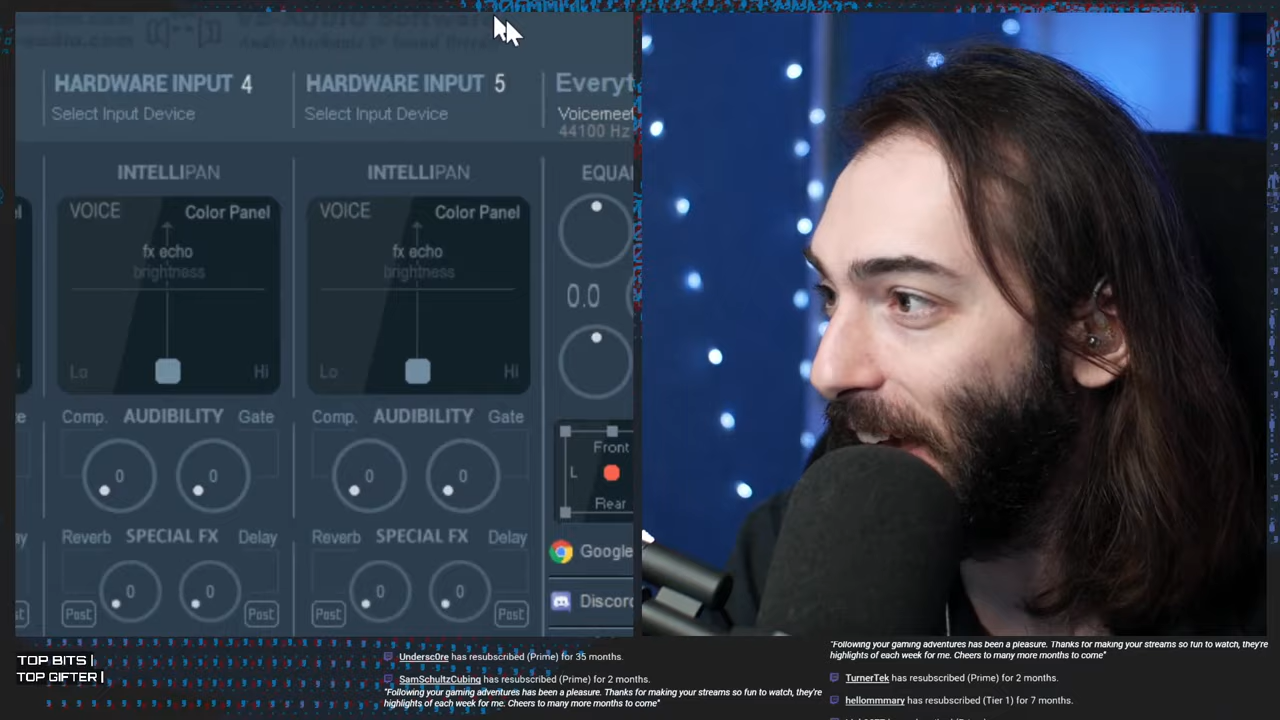 HARDWARE INPUT 4
Select Input Device
HARDWARE INPUT 5
Select Input Device
Everyt
Voicemeet
44100 Hz
INTELLIPAN
VOICE
Color Panel
fx echo
brightness
Lo
Hi
INTELLIPAN
VOICE
Color Panel
fx echo
brightness
Lo
Hi
EQUAL
0.0
Comp.
AUDIBILITY
Gate
0
0
Comp.
AUDIBILITY
Gate
0
0
Front
L
Rear
Reverb
SPECIAL FX
Delay
0
0
Post
Post
Reverb
SPECIAL FX
Delay
0
0
Post
Post
Google
Discord
TOP BITS |
TOP GIFTER |
Undersc0re has resubscribed (Prime) for 35 months.
SamSchultzCubing has resubscribed (Prime) for 2 months.
"Following your gaming adventures has been a pleasure. Thanks for making your streams so fun to watch, they're
highlights of each week for me. Cheers to many more months to come"
"Following your gaming adventures has been a pleasure. Thanks for making your streams so fun to watch, they're
highlights of each week for me. Cheers to many more months to come"
TurnerTek has resubscribed (Prime) for 2 months.
hellommmary has resubscribed (Tier 1) for 7 months.